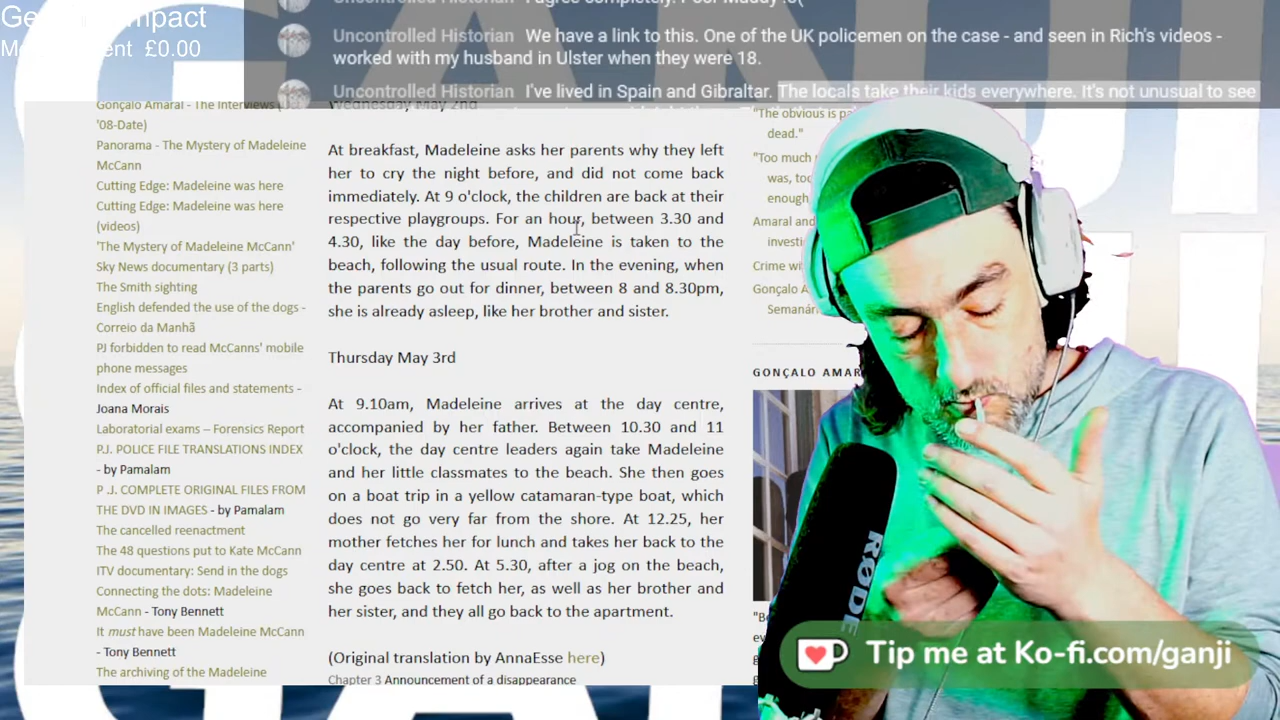 Ge mpact
M ent £0.00
Uncontrolled Historian I agree completely. Poor Maddy :(
Uncontrolled Historian We have a link to this. One of the UK policemen on the case - and seen in Rich's videos -
worked with my husband in Ulster when they were 18.
Uncontrolled Historian I've lived in Spain and Gibraltar. The locals take their kids everywhere. It's not unusual to see
Gonçalo Amaral - The Interviews (
'08-Date)
Panorama - The Mystery of Madeleine
McCann
Cutting Edge: Madeleine was here
Cutting Edge: Madeleine was here
(videos)
'The Mystery of Madeleine McCann'
Sky News documentary (3 parts)
The Smith sighting
English defended the use of the dogs -
Correio da Manhã
PJ forbidden to read McCanns' mobile
phone messages
Index of official files and statements -
Joana Morais
Laboratorial exams – Forensics Report
P.J. POLICE FILE TRANSLATIONS INDEX
- by Pamalam
P .J. COMPLETE ORIGINAL FILES FROM
THE DVD IN IMAGES - by Pamalam
The cancelled reenactment
The 48 questions put to Kate McCann
ITV documentary: Send in the dogs
Connecting the dots: Madeleine
McCann - Tony Bennett
It must have been Madeleine McCann
- Tony Bennett
The archiving of the Madeleine
Wednesday May 2nd
At breakfast, Madeleine asks her parents why they left
her to cry the night before, and did not come back
immediately. At 9 o'clock, the children are back at their
respective playgroups. For an hour, between 3.30 and
4.30, like the day before, Madeleine is taken to the
beach, following the usual route. In the evening, when
the parents go out for dinner, between 8 and 8.30pm,
she is already asleep, like her brother and sister.
Thursday May 3rd
At 9.10am, Madeleine arrives at the day centre,
accompanied by her father. Between 10.30 and 11
o'clock, the day centre leaders again take Madeleine
and her little classmates to the beach. She then goes
on a boat trip in a yellow catamaran-type boat, which
does not go very far from the shore. At 12.25, her
mother fetches her for lunch and takes her back to the
day centre at 2.50. At 5.30, after a jog on the beach,
she goes back to fetch her, as well as her brother and
her sister, and they all go back to the apartment.
(Original translation by AnnaEsse here)
Chapter 3 Announcement of a disappearance
"The obvious is pa
dead."
"Too much
was, too
enough
Amaral and
investi
Crime wi
Gonçalo A
Semaná
GONÇALO AMAR
"Be
RØDE
Tip me at Ko-fi.com/ganji